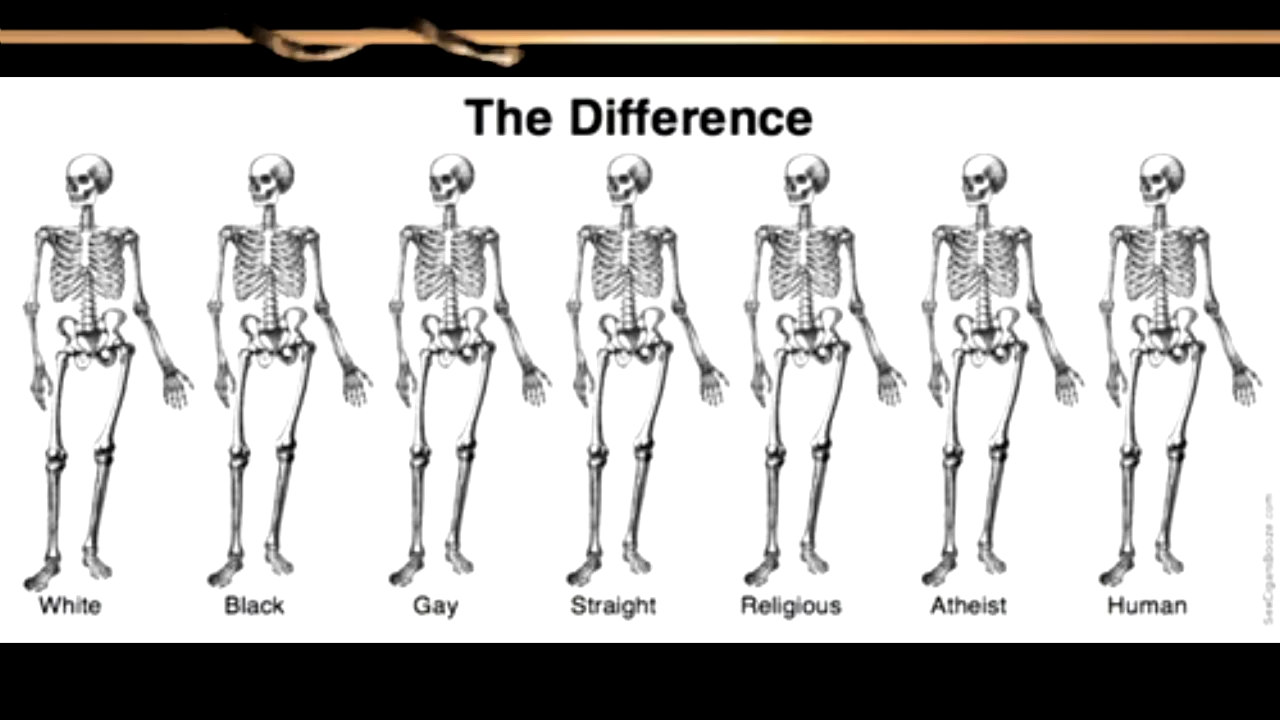 The Difference
White Black Gay Straight Religious Atheist Human